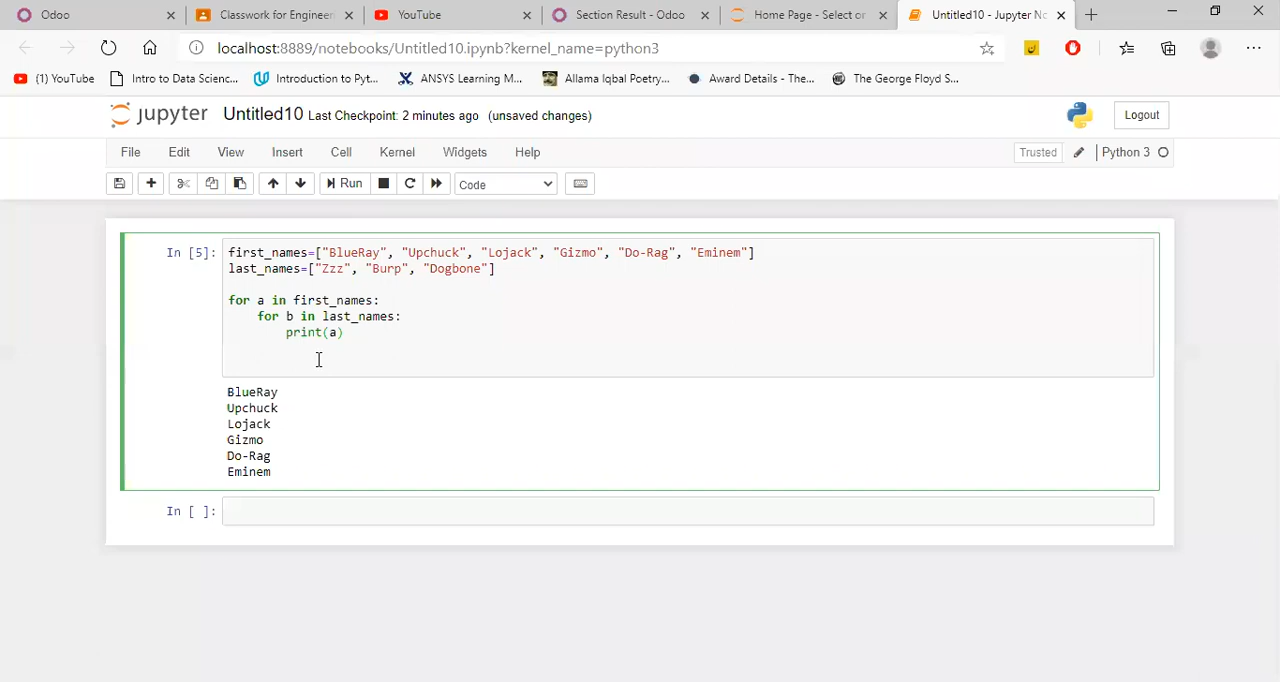 Odoo
Classwork for Engineer
YouTube
Section Result - Odoo
Home Page - Select or
Untitled10 - Jupyter No
localhost:8889/notebooks/Untitled10.ipynb?kernel_name=python3
(1) YouTube
Intro to Data Scienc...
Introduction to Pyt...
ANSYS Learning M...
Allama Iqbal Poetry...
Award Details - The...
The George Floyd S...
jupyter Untitled10 Last Checkpoint: 2 minutes ago (unsaved changes)
Logout
File Edit View Insert Cell Kernel Widgets Help
Trusted
Python 3
Run
Code
In [5]: first_names=["BlueRay", "Upchuck", "Lojack", "Gizmo", "Do-Rag", "Eminem"]
last_names=["Zzz", "Burp", "Dogbone"]
for a in first_names:
for b in last_names:
print(a)
BlueRay
Upchuck
Lojack
Gizmo
Do-Rag
Eminem
In [ ]: